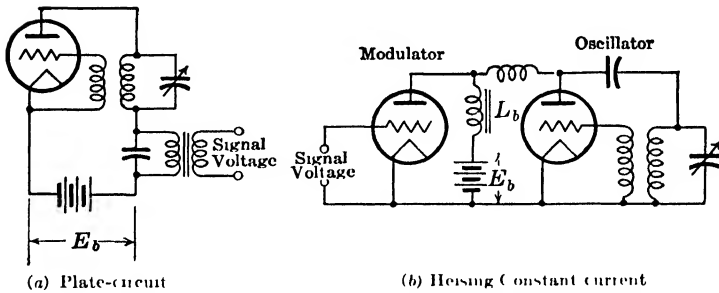 Signal
Voltage
E_b
(a) Plate-circuit
Modulator
Oscillator
L_b
Signal
Voltage
E_b
(b) Heising Constant current